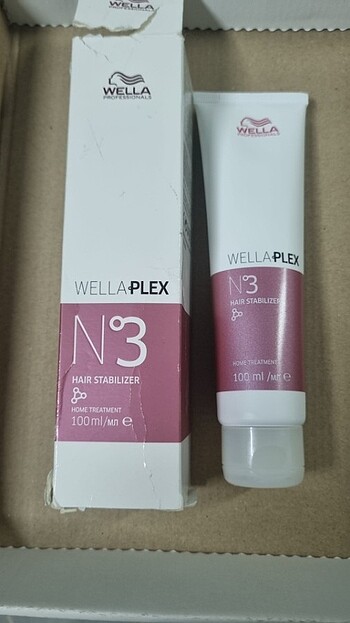 WELLA
WELLA
PROFESSIONALS
WELLAPLEX
N°3
HAIR STABILIZER
HOME TREATMENT
100 ml/мл e
WELLA
PROFESSIONALS
WELLAPLEX
N°3
HAIR STABILIZER
HOME TREATMENT
100 ml /мл e